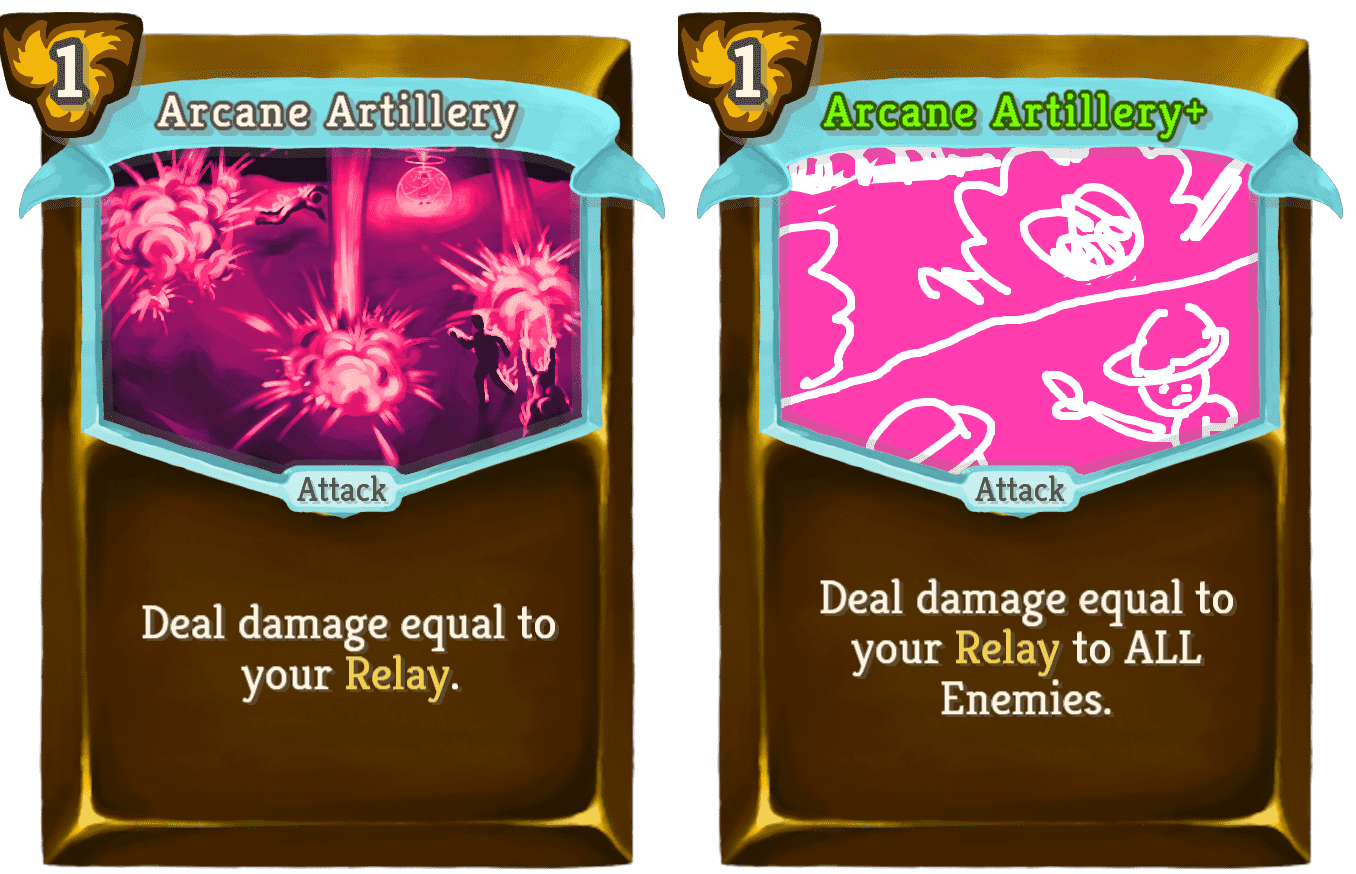 1
Arcane Artillery
Attack
Deal damage equal to
your Relay.
1
Arcane Artillery+
Attack
Deal damage equal to
your Relay to ALL
Enemies.